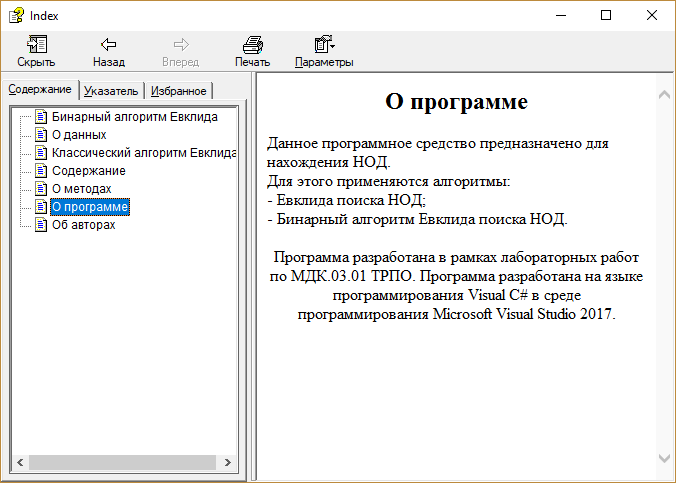 Index
Скрыть
Назад
Вперед
Печать
Параметры
Содержание
Указатель
Избранное
Бинарный алгоритм Евклида
О данных
Классический алгоритм Евклида
Содержание
О методах
О программе
Об авторах
О программе
Данное программное средство предназначено для
нахождения НОД.
Для этого применяются алгоритмы:
- Евклида поиска НОД;
- Бинарный алгоритм Евклида поиска НОД.
Программа разработана в рамках лабораторных работ
по МДК.03.01 ТРПО. Программа разработана на языке
программирования Visual C# в среде
программирования Microsoft Visual Studio 2017.